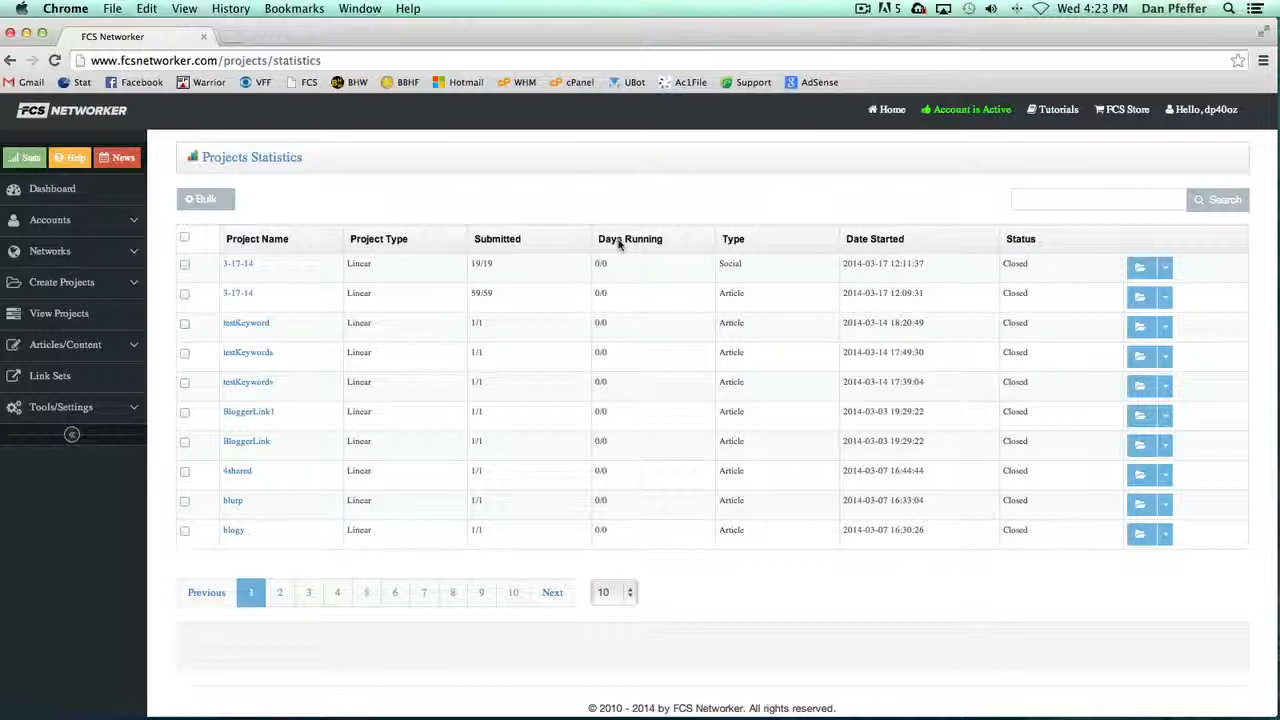 Chrome File Edit View History Bookmarks Window Help 5 Wed 4:23 PM Dan Pfeffer
FCS Networker
www.fcsnetworker.com/projects/statistics
Gmail Stat Facebook Warrior VFF FCS BHW BBHF Hotmail WHM cPanel UBot Ac1File Support AdSense
FCS NETWORKER Home Account is Active Tutorials FCS Store Hello, dp40oz
Stats Help News
Dashboard
Accounts
Networks
Create Projects
View Projects
Articles/Content
Link Sets
Tools/Settings
Projects Statistics
Bulk Search
Project Name Project Type Submitted Days Running Type Date Started Status
3-17-14 Linear 19/19 0/0 Social 2014-03-17 12:11:37 Closed
3-17-14 Linear 59/59 0/0 Article 2014-03-17 12:09:31 Closed
testKeyword Linear 1/1 0/0 Article 2014-03-14 18:20:49 Closed
testKeywords Linear 1/1 0/0 Article 2014-03-14 17:49:30 Closed
testKeywords Linear 1/1 0/0 Article 2014-03-14 17:39:04 Closed
BloggerLink1 Linear 1/1 0/0 Article 2014-03-03 19:29:22 Closed
BloggerLink Linear 1/1 0/0 Article 2014-03-03 19:29:22 Closed
4shared Linear 1/1 0/0 Article 2014-03-07 16:44:44 Closed
blurp Linear 1/1 0/0 Article 2014-03-07 16:33:04 Closed
blogy Linear 1/1 0/0 Article 2014-03-07 16:30:26 Closed
Previous 1 2 3 4 5 6 7 8 9 10 Next 10
© 2010 - 2014 by FCS Networker. All rights reserved.